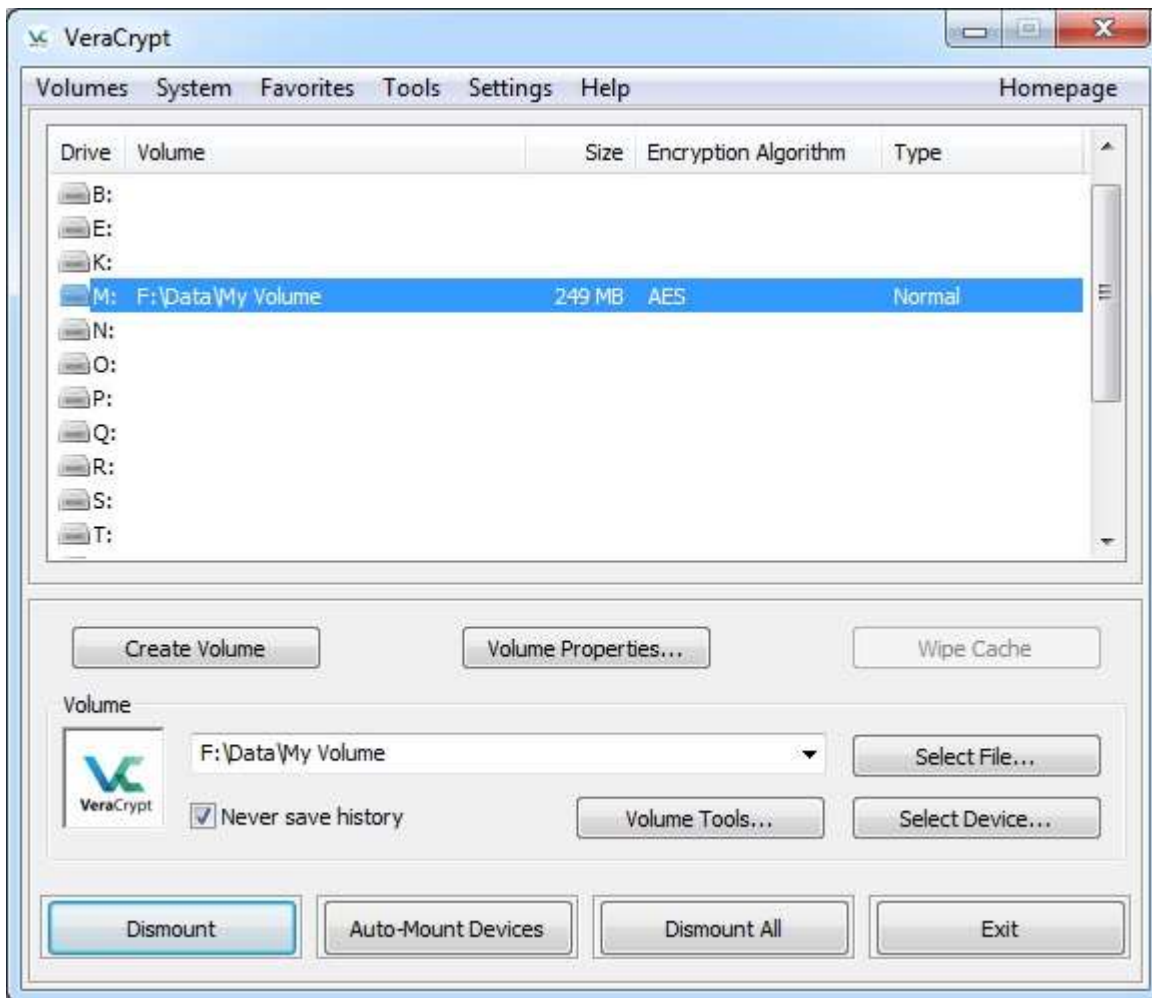 VeraCrypt
Volumes System Favorites Tools Settings Help Homepage
Drive Volume Size Encryption Algorithm Type
B:
E:
K:
M: F:\Data\My Volume 249 MB AES Normal
N:
O:
P:
Q:
R:
S:
T:
Create Volume Volume Properties... Wipe Cache
Volume
F:\Data\My Volume Select File...
VeraCrypt
Never save history Volume Tools... Select Device...
Dismount Auto-Mount Devices Dismount All Exit